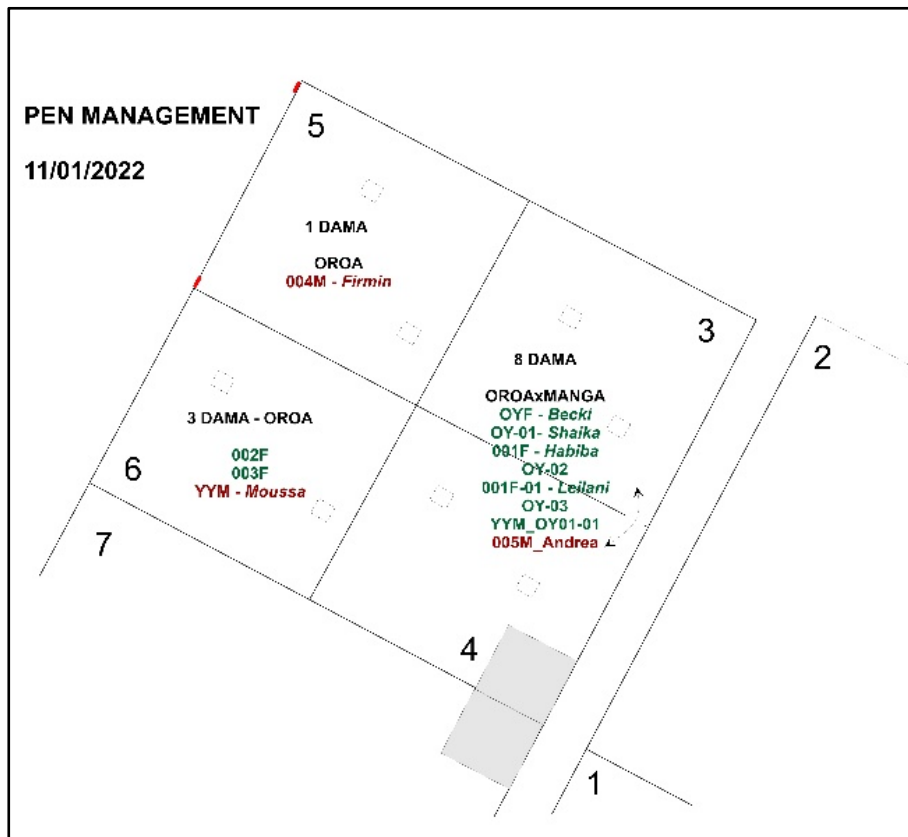 PEN MANAGEMENT
11/01/2022
5
1 DAMA
OROA
004M - Firmin
3
2
8 DAMA
OROAxMANGA
OYF - Becki
OY-01- Shaika
001F - Habiba
OY-02
001F-01 - Leilani
OY-03
YYM_OY01-01
005M_Andrea
3 DAMA - OROA
002F
003F
YYM - Moussa
6
7
4
1